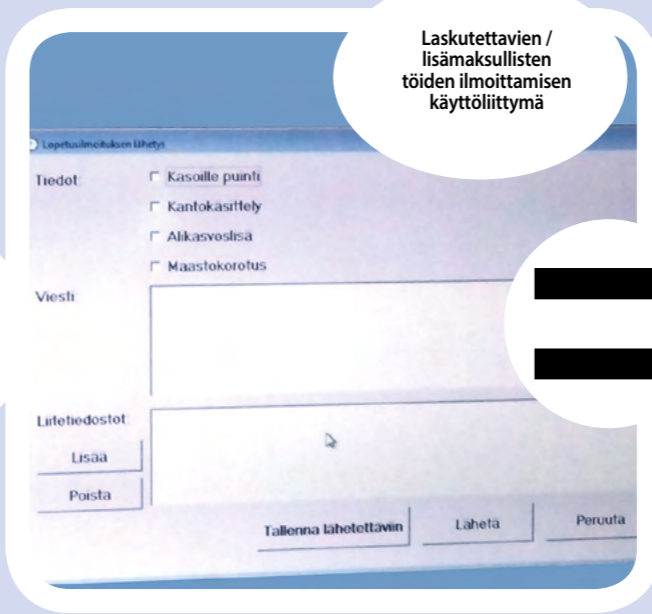 Laskutettavien /
lisämaksullisten
töiden ilmoittamisen
käyttöliittymä
Lopetusilmoituksen lähetys
Tiedot:
Kasoille puinti
Kantokäsittely
Alikasvoslisä
Maastokorotus
Viesti:
Liitetiedostot:
Lisää
Poista
Tallenna lähetettäviin
Lähetä
Peruuta